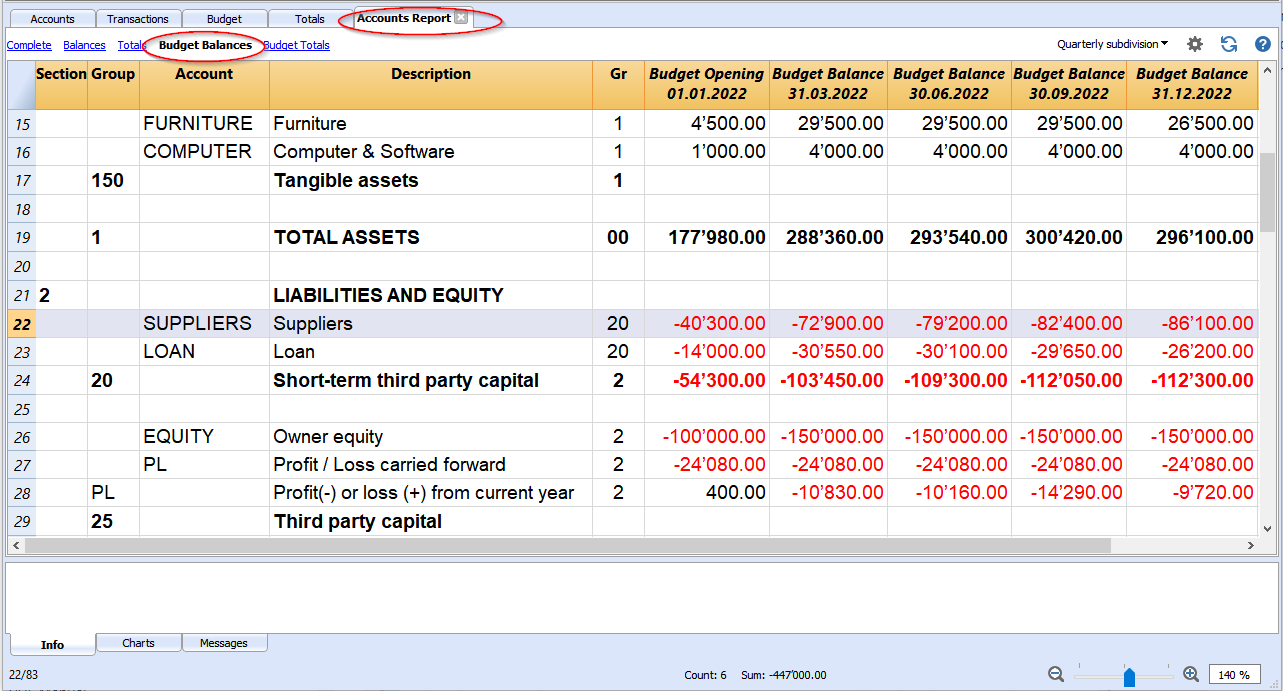 Accounts Transactions Budget Totals Accounts Report
Complete Balances Totals Budget Balances Budget Totals Quarterly subdivision
Section Group Account Description Gr Budget Opening 01.01.2022 Budget Balance 31.03.2022 Budget Balance 30.06.2022 Budget Balance 30.09.2022 Budget Balance 31.12.2022
15 FURNITURE Furniture 1 4’500.00 29’500.00 29’500.00 29’500.00 26’500.00
16 COMPUTER Computer & Software 1 1’000.00 4’000.00 4’000.00 4’000.00 4’000.00
17 150 Tangible assets 1
18
19 1 TOTAL ASSETS 00 177’980.00 288’360.00 293’540.00 300’420.00 296’100.00
20
21 2 LIABILITIES AND EQUITY
22 SUPPLIERS Suppliers 20 -40’300.00 -72’900.00 -79’200.00 -82’400.00 -86’100.00
23 LOAN Loan 20 -14’000.00 -30’550.00 -30’100.00 -29’650.00 -26’200.00
24 20 Short-term third party capital 2 -54’300.00 -103’450.00 -109’300.00 -112’050.00 -112’300.00
25
26 EQUITY Owner equity 2 -100’000.00 -150’000.00 -150’000.00 -150’000.00 -150’000.00
27 PL Profit / Loss carried forward 2 -24’080.00 -24’080.00 -24’080.00 -24’080.00 -24’080.00
28 PL Profit(-) or loss (+) from current year 2 400.00 -10’830.00 -10’160.00 -14’290.00 -9’720.00
29 25 Third party capital
Info Charts Messages
22/83 Count: 6 Sum: -447’000.00 140 %